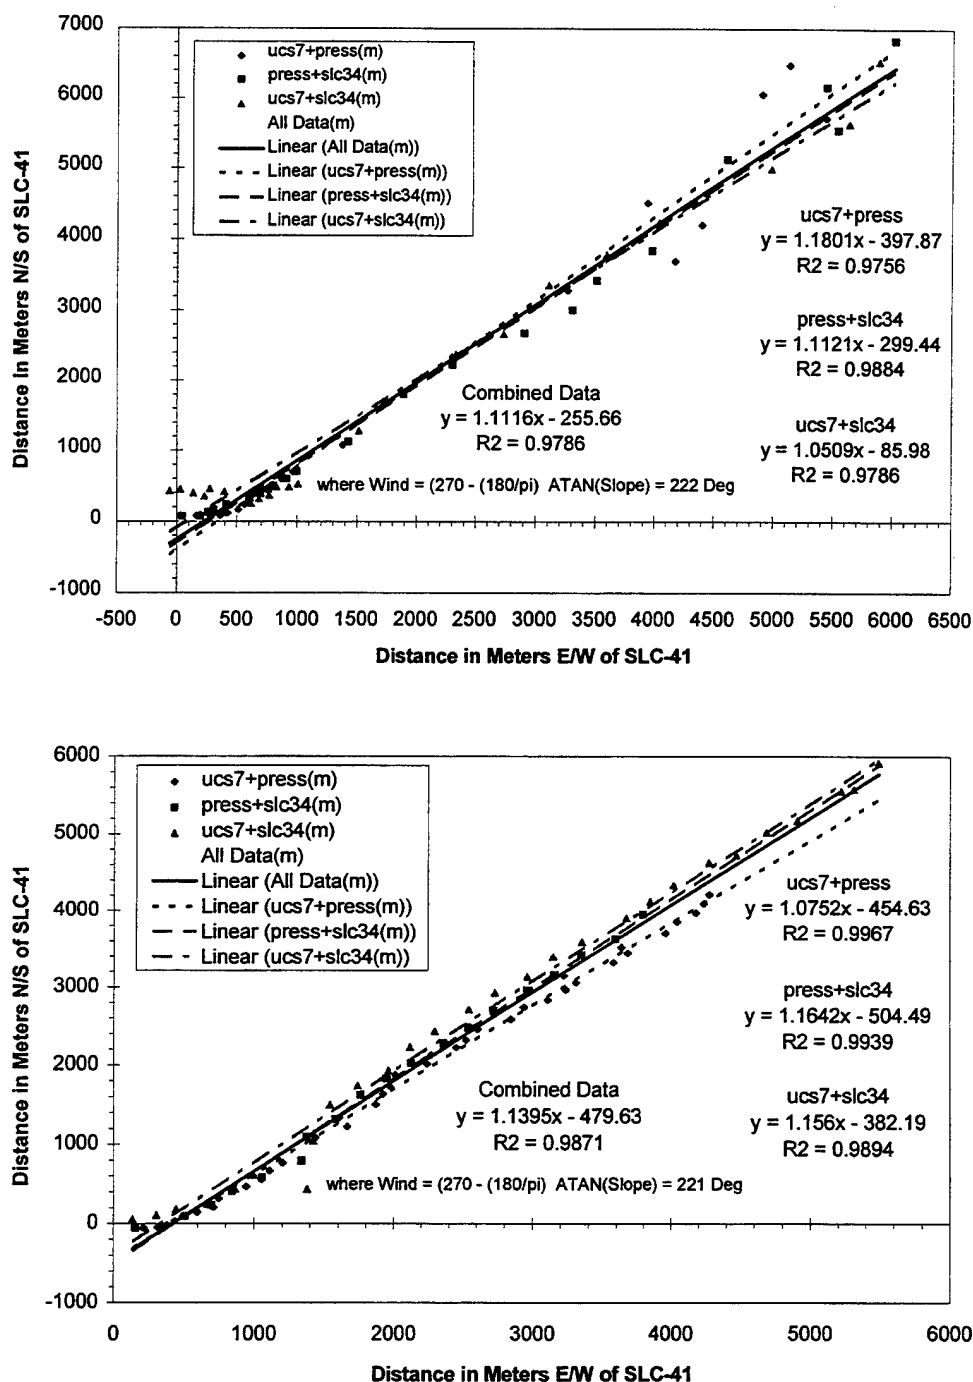 7000
6000
5000
4000
3000
2000
1000
0
-1000
Distance In Meters N/S of SLC-41
ucs7+press(m)
press+slc34(m)
ucs7+slc34(m)
All Data(m)
Linear (All Data(m))
Linear (ucs7+press(m))
Linear (press+slc34(m))
Linear (ucs7+slc34(m))
ucs7+press
y = 1.1801x - 397.87
R2 = 0.9756
press+slc34
y = 1.1121x - 299.44
R2 = 0.9884
Combined Data
y = 1.1116x - 255.66
R2 = 0.9786
ucs7+slc34
y = 1.0509x - 85.98
R2 = 0.9786
where Wind = (270 - (180/pi) ATAN(Slope) = 222 Deg
-500 0 500 1000 1500 2000 2500 3000 3500 4000 4500 5000 5500 6000 6500
Distance in Meters E/W of SLC-41
6000
5000
4000
3000
2000
1000
0
-1000
Distance in Meters N/S of SLC-41
ucs7+press(m)
press+slc34(m)
ucs7+slc34(m)
All Data(m)
Linear (All Data(m))
Linear (ucs7+press(m))
Linear (press+slc34(m))
Linear (ucs7+slc34(m))
ucs7+press
y = 1.0752x - 454.63
R2 = 0.9967
press+slc34
y = 1.1642x - 504.49
R2 = 0.9939
Combined Data
y = 1.1395x - 479.63
R2 = 0.9871
ucs7+slc34
y = 1.156x - 382.19
R2 = 0.9894
where Wind = (270 - (180/pi) ATAN(Slope) = 221 Deg
0 1000 2000 3000 4000 5000 6000
Distance in Meters E/W of SLC-41